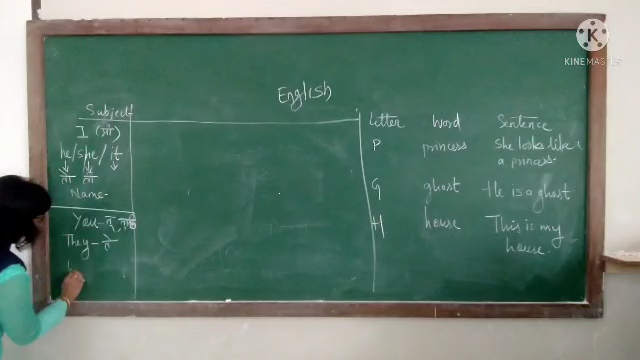 English
Subject
I (मी)
he/she/it
तो ती ते
Name
You - तू, तुम्ही
They - ते
Letter Word Sentence
P princess She looks like
a princess.
G ghost He is a ghost
H house This is my
house.
KINEMASTER